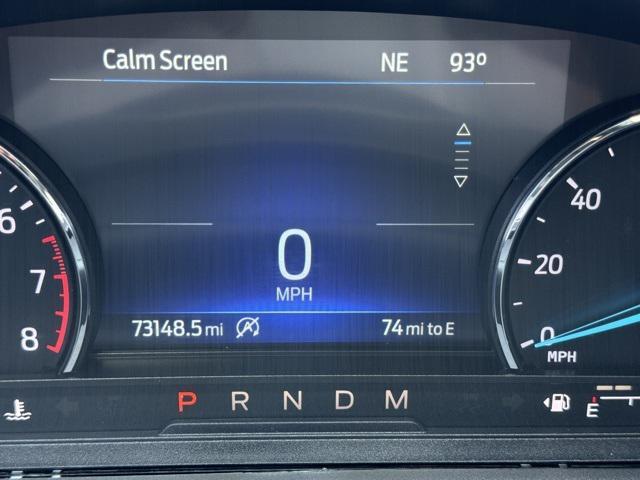 Calm Screen NE 93°
40
6
20
0
7
MPH
73148.5 mi 74 mi to E
8 0
MPH
P R N D M
E